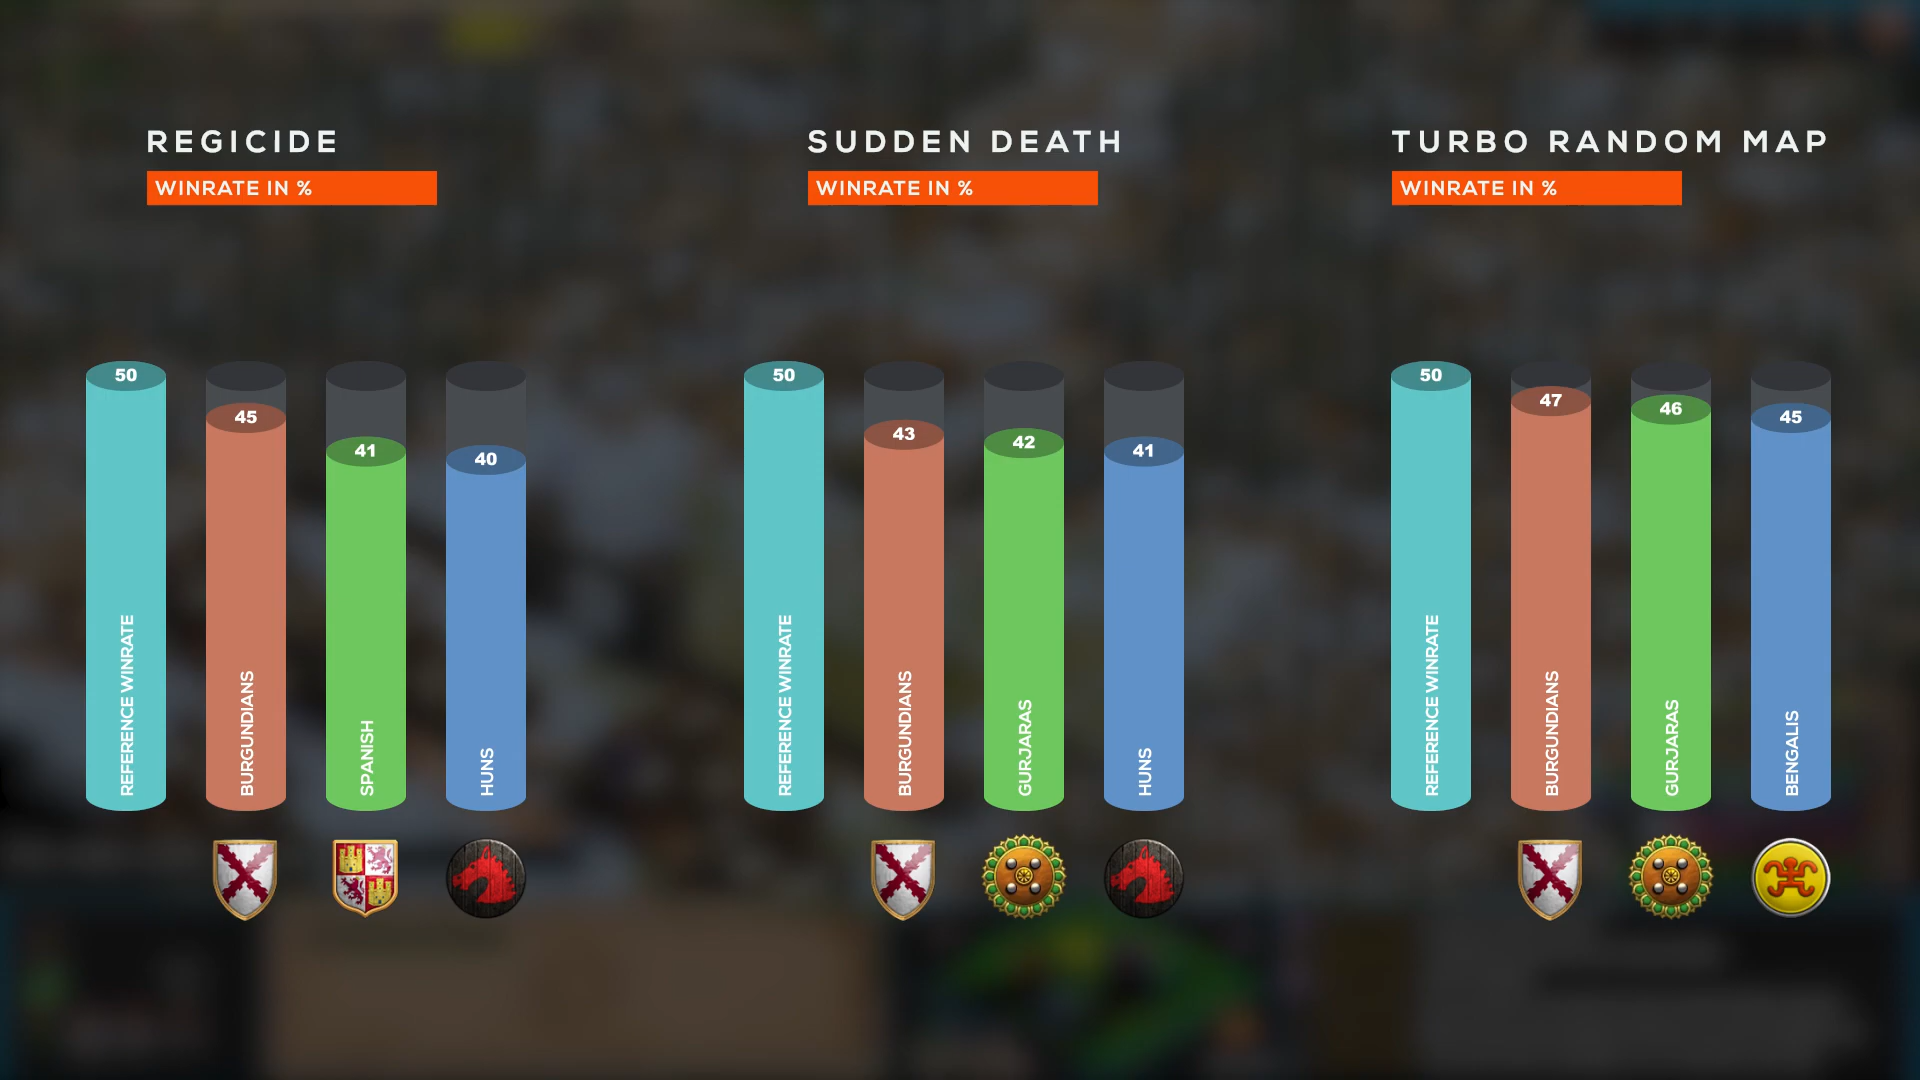 REGICIDE
WINRATE IN %
50
45
41
40
REFERENCE WINRATE
BURGUNDIANS
SPANISH
HUNS
SUDDEN DEATH
WINRATE IN %
50
43
42
41
REFERENCE WINRATE
BURGUNDIANS
GURJARAS
HUNS
TURBO RANDOM MAP
WINRATE IN %
50
47
46
45
REFERENCE WINRATE
BURGUNDIANS
GURJARAS
BENGALIS